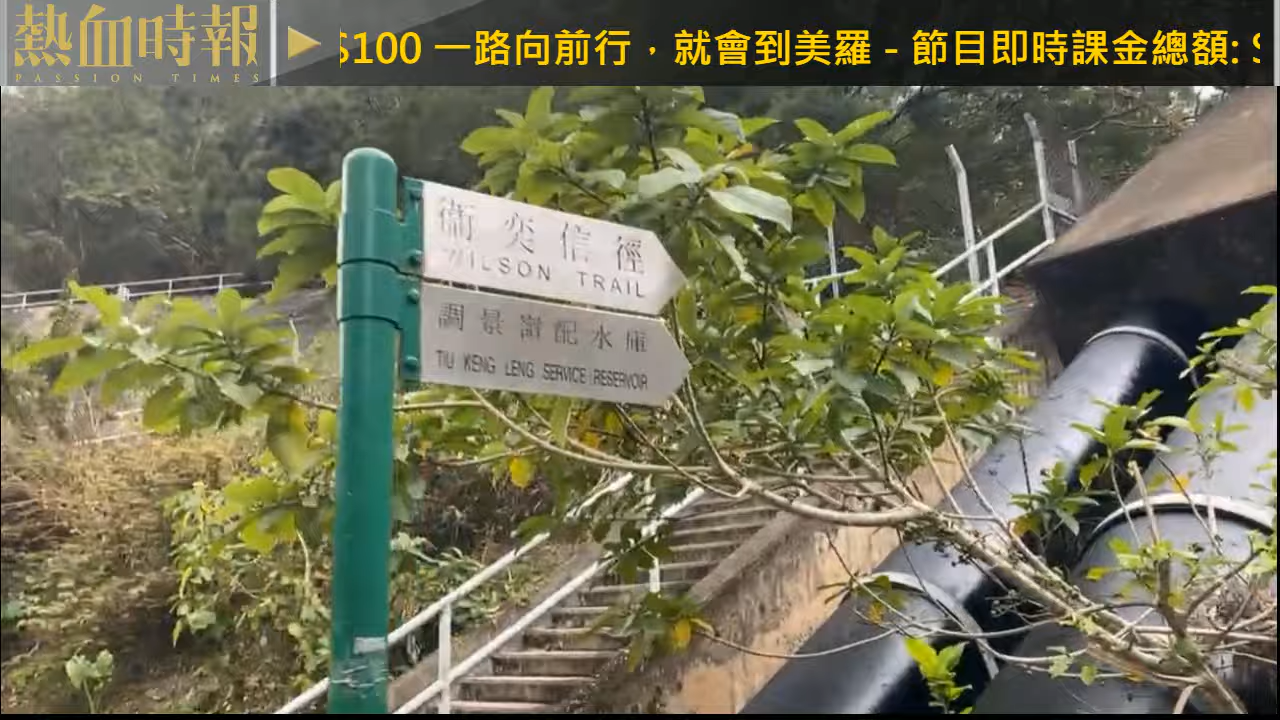 熱血時報
PASSION TIMES
$100 一路向前行，就會到美羅 - 節目即時課金總額: $
衞奕信徑
WILSON TRAIL
調景嶺配水庫
TIU KENG LENG SERVICE RESERVOIR